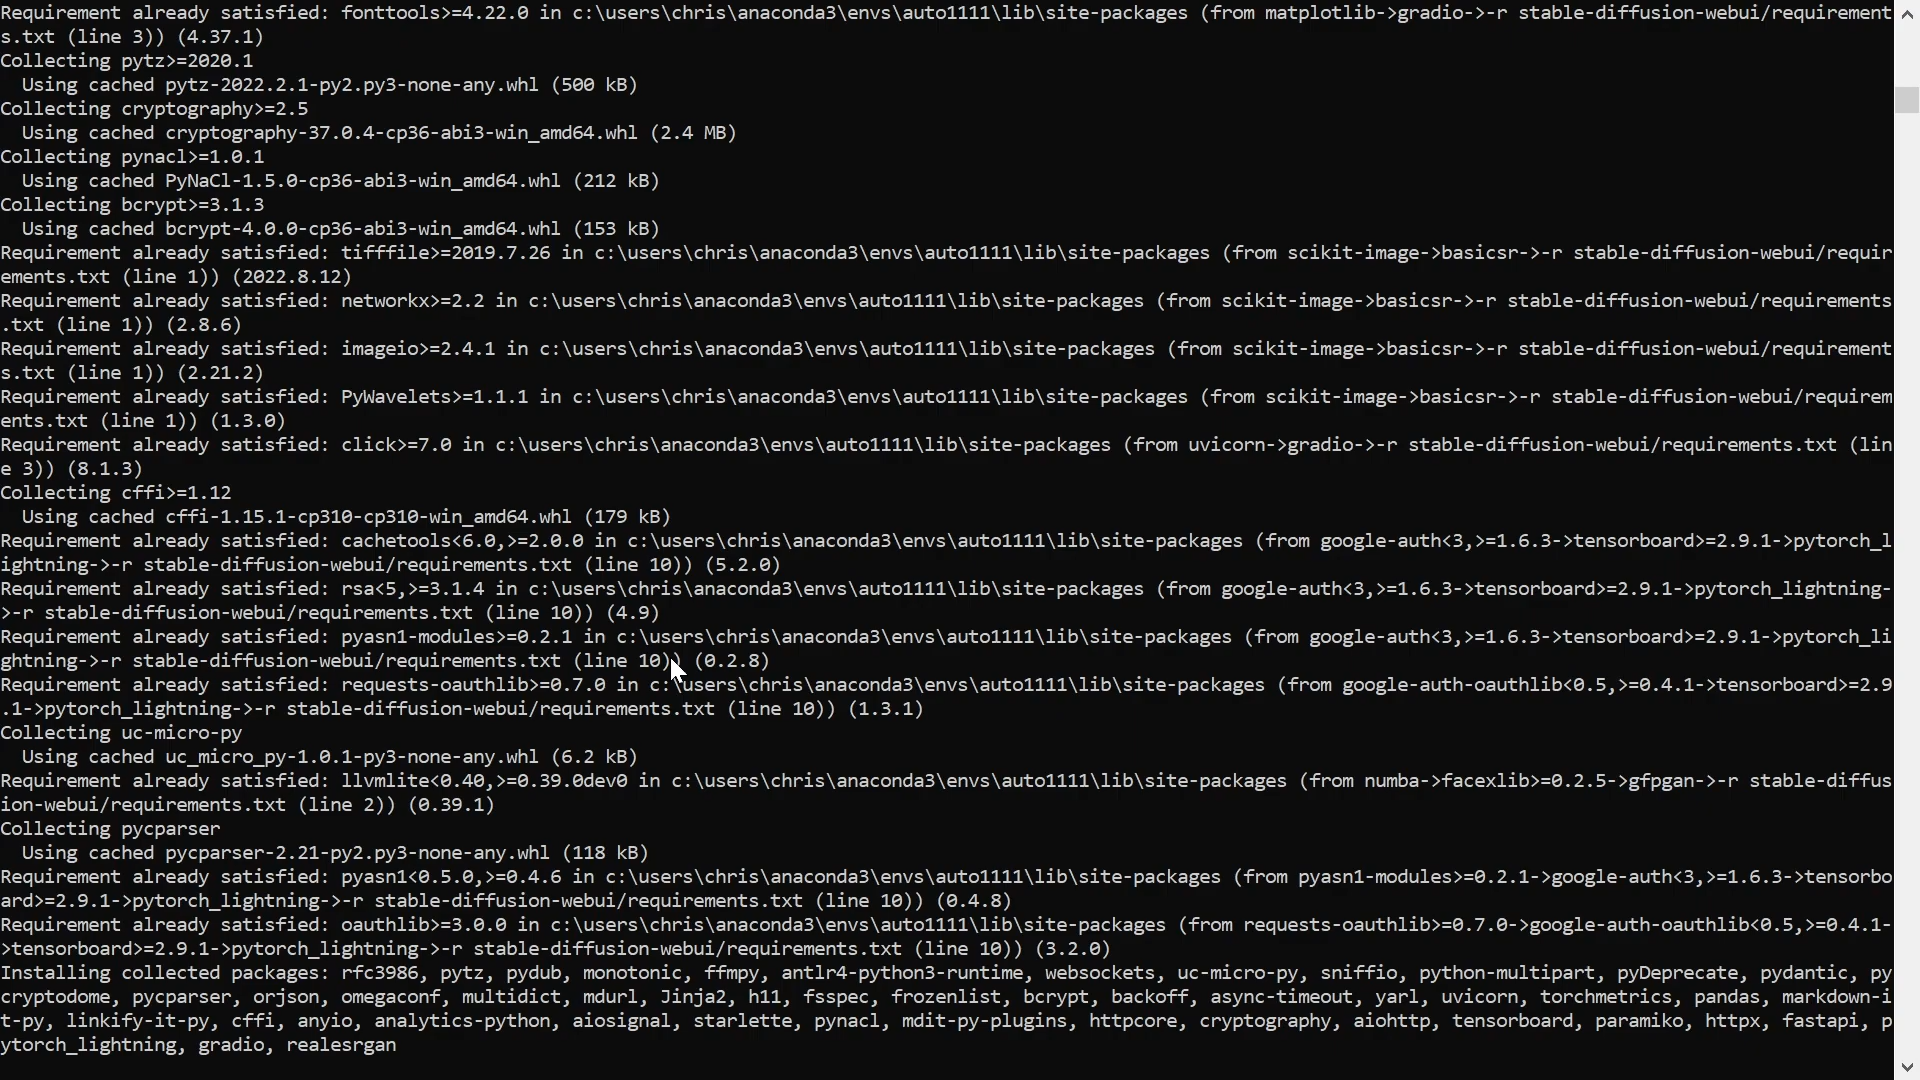 Requirement already satisfied: fonttools>=4.22.0 in c:\users\chris\anaconda3\envs\auto1111\lib\site-packages (from matplotlib->gradio->-r stable-diffusion-webui/requirement
s.txt (line 3)) (4.37.1)
Collecting pytz>=2020.1
  Using cached pytz-2022.2.1-py2.py3-none-any.whl (500 kB)
Collecting cryptography>=2.5
  Using cached cryptography-37.0.4-cp36-abi3-win_amd64.whl (2.4 MB)
Collecting pynacl>=1.0.1
  Using cached PyNaCl-1.5.0-cp36-abi3-win_amd64.whl (212 kB)
Collecting bcrypt>=3.1.3
  Using cached bcrypt-4.0.0-cp36-abi3-win_amd64.whl (153 kB)
Requirement already satisfied: tifffile>=2019.7.26 in c:\users\chris\anaconda3\envs\auto1111\lib\site-packages (from scikit-image->basicsr->-r stable-diffusion-webui/requir
ements.txt (line 1)) (2022.8.12)
Requirement already satisfied: networkx>=2.2 in c:\users\chris\anaconda3\envs\auto1111\lib\site-packages (from scikit-image->basicsr->-r stable-diffusion-webui/requirements
.txt (line 1)) (2.8.6)
Requirement already satisfied: imageio>=2.4.1 in c:\users\chris\anaconda3\envs\auto1111\lib\site-packages (from scikit-image->basicsr->-r stable-diffusion-webui/requirement
s.txt (line 1)) (2.21.2)
Requirement already satisfied: PyWavelets>=1.1.1 in c:\users\chris\anaconda3\envs\auto1111\lib\site-packages (from scikit-image->basicsr->-r stable-diffusion-webui/requirem
ents.txt (line 1)) (1.3.0)
Requirement already satisfied: click>=7.0 in c:\users\chris\anaconda3\envs\auto1111\lib\site-packages (from uvicorn->gradio->-r stable-diffusion-webui/requirements.txt (lin
e 3)) (8.1.3)
Collecting cffi>=1.12
  Using cached cffi-1.15.1-cp310-cp310-win_amd64.whl (179 kB)
Requirement already satisfied: cachetools<6.0,>=2.0.0 in c:\users\chris\anaconda3\envs\auto1111\lib\site-packages (from google-auth<3,>=1.6.3->tensorboard>=2.9.1->pytorch_l
ightning->-r stable-diffusion-webui/requirements.txt (line 10)) (5.2.0)
Requirement already satisfied: rsa<5,>=3.1.4 in c:\users\chris\anaconda3\envs\auto1111\lib\site-packages (from google-auth<3,>=1.6.3->tensorboard>=2.9.1->pytorch_lightning-
>-r stable-diffusion-webui/requirements.txt (line 10)) (4.9)
Requirement already satisfied: pyasn1-modules>=0.2.1 in c:\users\chris\anaconda3\envs\auto1111\lib\site-packages (from google-auth<3,>=1.6.3->tensorboard>=2.9.1->pytorch_li
ghtning->-r stable-diffusion-webui/requirements.txt (line 10)) (0.2.8)
Requirement already satisfied: requests-oauthlib>=0.7.0 in c:\users\chris\anaconda3\envs\auto1111\lib\site-packages (from google-auth-oauthlib<0.5,>=0.4.1->tensorboard>=2.9
.1->pytorch_lightning->-r stable-diffusion-webui/requirements.txt (line 10)) (1.3.1)
Collecting uc-micro-py
  Using cached uc_micro_py-1.0.1-py3-none-any.whl (6.2 kB)
Requirement already satisfied: llvmlite<0.40,>=0.39.0dev0 in c:\users\chris\anaconda3\envs\auto1111\lib\site-packages (from numba->facexlib>=0.2.5->gfpgan->-r stable-diffus
ion-webui/requirements.txt (line 2)) (0.39.1)
Collecting pycparser
  Using cached pycparser-2.21-py2.py3-none-any.whl (118 kB)
Requirement already satisfied: pyasn1<0.5.0,>=0.4.6 in c:\users\chris\anaconda3\envs\auto1111\lib\site-packages (from pyasn1-modules>=0.2.1->google-auth<3,>=1.6.3->tensorbo
ard>=2.9.1->pytorch_lightning->-r stable-diffusion-webui/requirements.txt (line 10)) (0.4.8)
Requirement already satisfied: oauthlib>=3.0.0 in c:\users\chris\anaconda3\envs\auto1111\lib\site-packages (from requests-oauthlib>=0.7.0->google-auth-oauthlib<0.5,>=0.4.1-
>tensorboard>=2.9.1->pytorch_lightning->-r stable-diffusion-webui/requirements.txt (line 10)) (3.2.0)
Installing collected packages: rfc3986, pytz, pydub, monotonic, ffmpy, antlr4-python3-runtime, websockets, uc-micro-py, sniffio, python-multipart, pyDeprecate, pydantic, py
cryptodome, pycparser, orjson, omegaconf, multidict, mdurl, Jinja2, h11, fsspec, frozenlist, bcrypt, backoff, async-timeout, yarl, uvicorn, torchmetrics, pandas, markdown-i
t-py, linkify-it-py, cffi, anyio, analytics-python, aiosignal, starlette, pynacl, mdit-py-plugins, httpcore, cryptography, aiohttp, tensorboard, paramiko, httpx, fastapi, p
ytorch_lightning, gradio, realesrgan